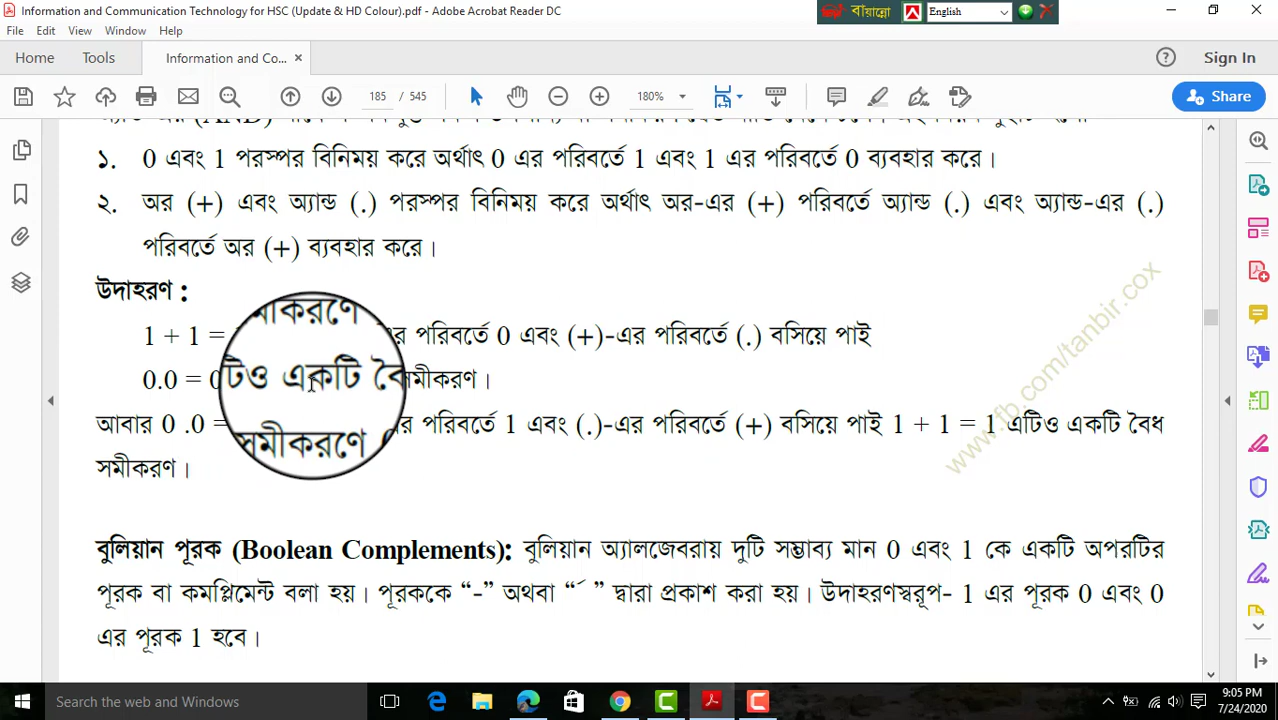 Information and Communication Technology for HSC (Update & HD Colour).pdf - Adobe Acrobat Reader DC
বায়ান্নো
English
File Edit View Window Help
Home Tools Information and Co...
Sign In
185 / 545
180%
Share
১. 0 এবং 1 পরস্পর বিনিময় করে অর্থাৎ 0 এর পরিবর্তে 1 এবং 1 এর পরিবর্তে 0 ব্যবহার করে।
২. অর (+) এবং অ্যান্ড (.) পরস্পর বিনিময় করে অর্থাৎ অর-এর (+) পরিবর্তে অ্যান্ড (.) এবং অ্যান্ড-এর (.)
পরিবর্তে অর (+) ব্যবহার করে।
উদাহরণ :
1 + 1 = র পরিবর্তে 0 এবং (+)-এর পরিবর্তে (.) বসিয়ে পাই
0.0 = 0 টিও একটি বৈ সমীকরণ।
আবার 0 .0 = সমীকরণে র পরিবর্তে 1 এবং (.)-এর পরিবর্তে (+) বসিয়ে পাই 1 + 1 = 1 এটিও একটি বৈধ
সমীকরণ।
বুলিয়ান পূরক (Boolean Complements): বুলিয়ান অ্যালজেবরায় দুটি সম্ভাব্য মান 0 এবং 1 কে একটি অপরটির
পূরক বা কমপ্লিমেন্ট বলা হয়। পূরককে “-” অথবা “ ՛ ” দ্বারা প্রকাশ করা হয়। উদাহরণস্বরূপ- 1 এর পূরক 0 এবং 0
এর পূরক 1 হবে।
www.fb.com/tanbir.cox
Search the web and Windows
9:05 PM
7/24/2020